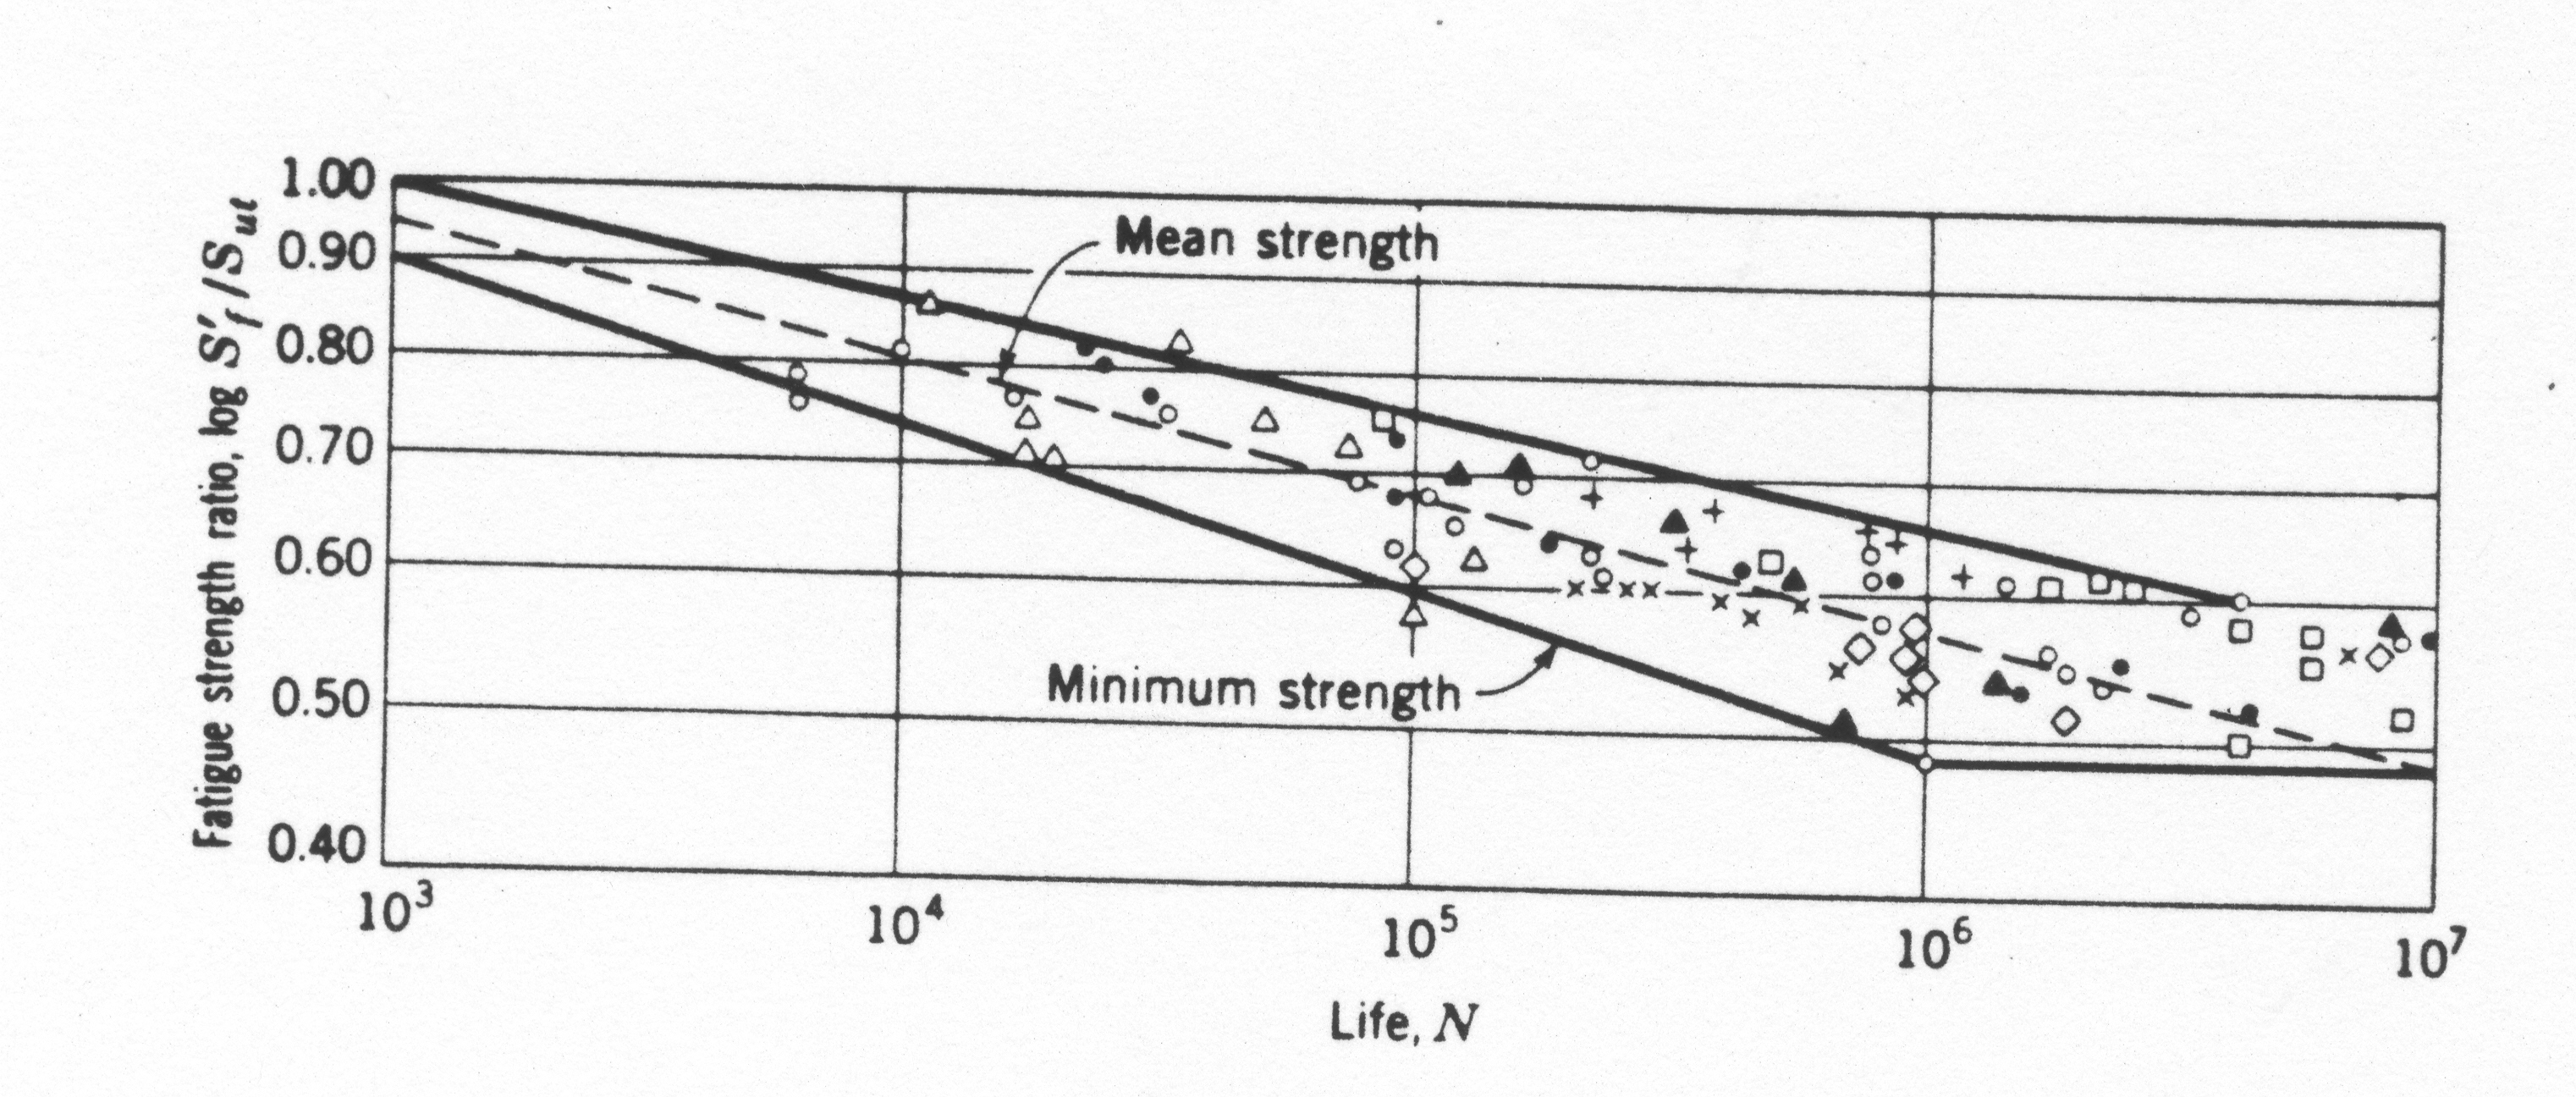 Fatigue strength ratio, log S′f/Sut
1.00
0.90
0.80
0.70
0.60
0.50
0.40
Mean strength
Minimum strength
10³ 10⁴ 10⁵ 10⁶ 10⁷
Life, N